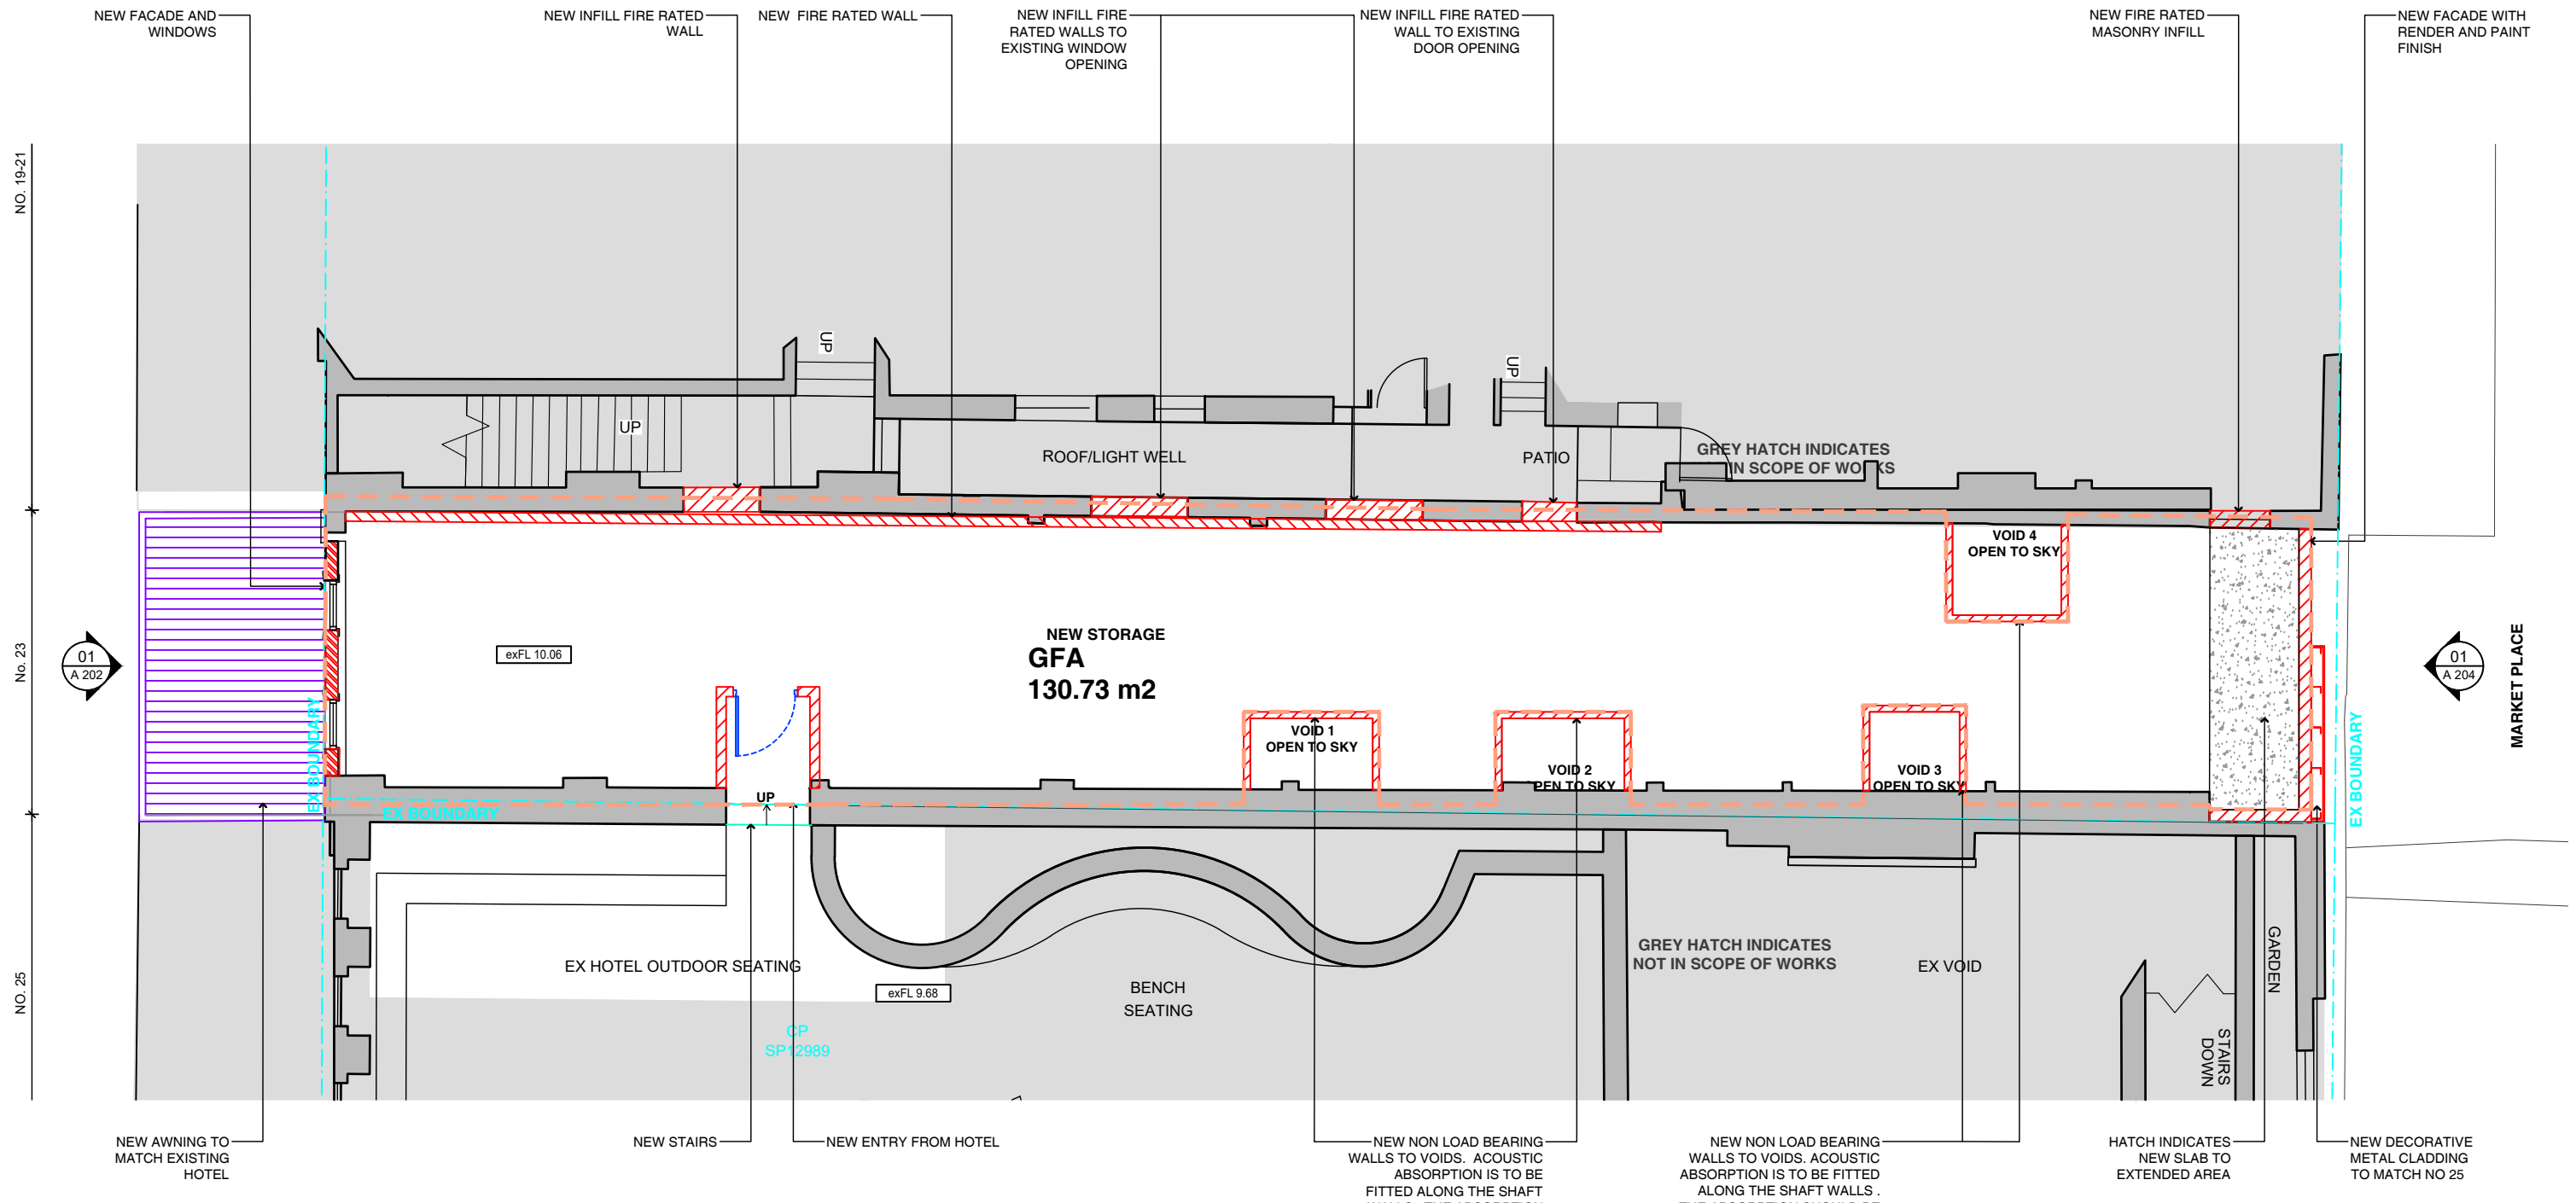 NEW FACADE AND
WINDOWS
NEW INFILL FIRE RATED
WALL
NEW FIRE RATED WALL
NEW INFILL FIRE
RATED WALLS TO
EXISTING WINDOW
OPENING
NEW INFILL FIRE RATED
WALL TO EXISTING
DOOR OPENING
NEW FIRE RATED
MASONRY INFILL
NEW FACADE WITH
RENDER AND PAINT
FINISH
NO. 19-21
UP
UP
UP
ROOF/LIGHT WELL
PATIO
GREY HATCH INDICATES
IN SCOPE OF WORKS
VOID 4
OPEN TO SKY
NEW STORAGE
GFA
130.73 m2
exFL 10.06
No. 23
01
A 202
01
A 204
MARKET PLACE
EX BOUNDARY
EX BOUNDARY
EX BOUNDARY
UP
VOID 1
OPEN TO SKY
VOID 2
PEN TO SKY
VOID 3
OPEN TO SKY
NO. 25
EX HOTEL OUTDOOR SEATING
exFL 9.68
CP
SP12989
BENCH
SEATING
GREY HATCH INDICATES
NOT IN SCOPE OF WORKS
EX VOID
GARDEN
STAIRS
DOWN
NEW AWNING TO
MATCH EXISTING
HOTEL
NEW STAIRS
NEW ENTRY FROM HOTEL
NEW NON LOAD BEARING
WALLS TO VOIDS. ACOUSTIC
ABSORPTION IS TO BE
FITTED ALONG THE SHAFT
NEW NON LOAD BEARING
WALLS TO VOIDS. ACOUSTIC
ABSORPTION IS TO BE FITTED
ALONG THE SHAFT WALLS .
HATCH INDICATES
NEW SLAB TO
EXTENDED AREA
NEW DECORATIVE
METAL CLADDING
TO MATCH NO 25